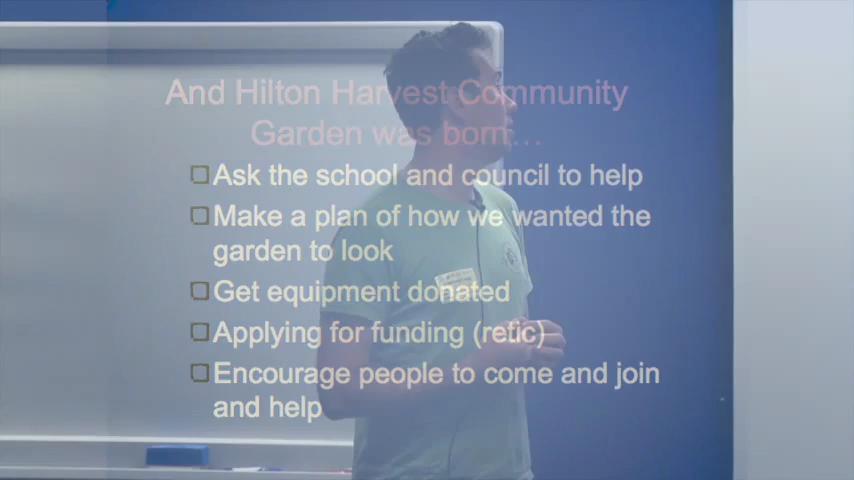 And Hilton Harvest Community
Garden was born...
Ask the school and council to help
Make a plan of how we wanted the
garden to look
Get equipment donated
Applying for funding (retic)
Encourage people to come and join
and help